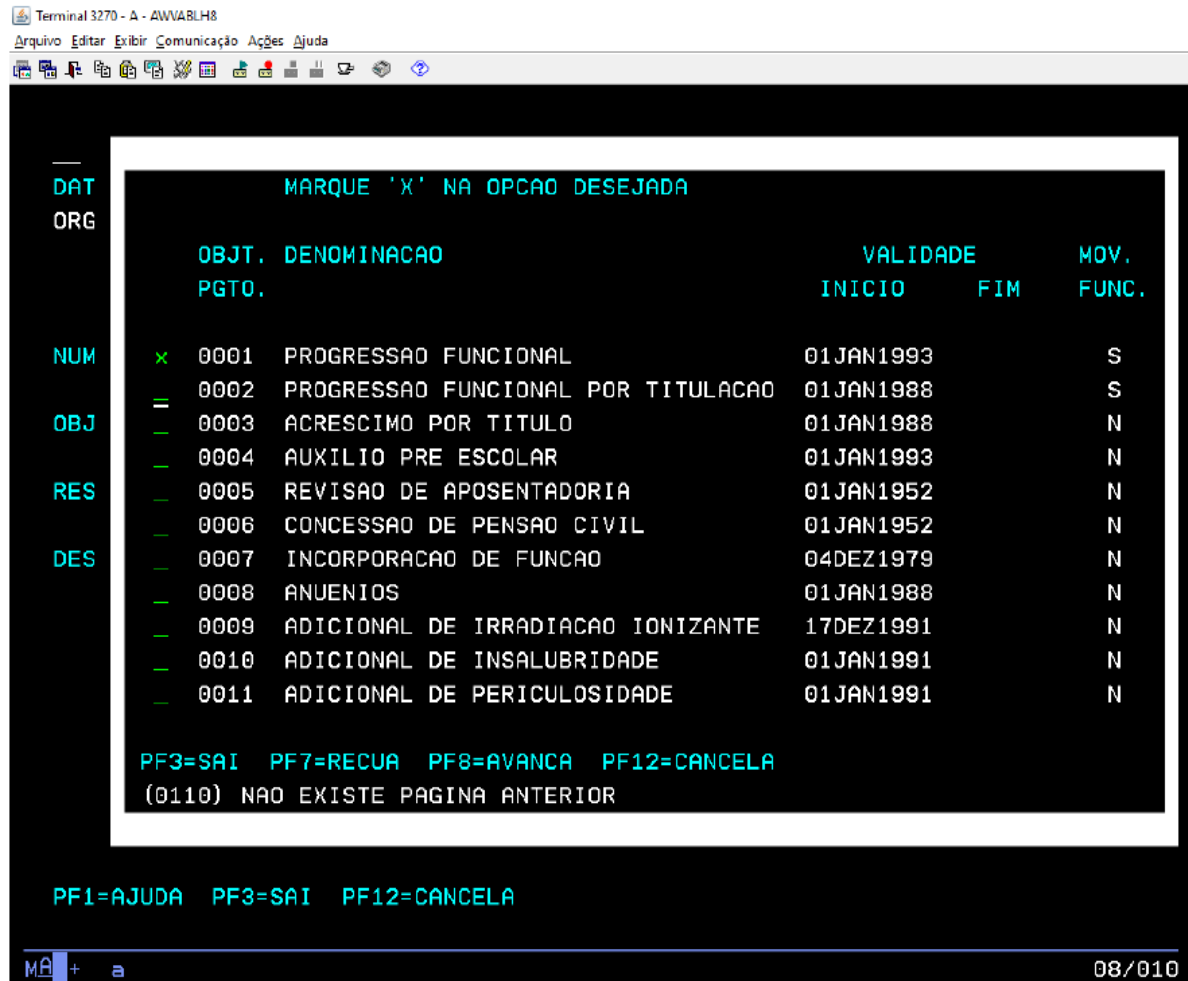 Terminal 3270 - A - AWVABLH8
Arquivo Editar Exibir Comunicação Ações Ajuda
DAT MARQUE 'X' NA OPCAO DESEJADA
ORG
OBJT. DENOMINACAO VALIDADE MOV.
PGTO. INICIO FIM FUNC.
NUM x 0001 PROGRESSAO FUNCIONAL 01JAN1993 S
_ 0002 PROGRESSAO FUNCIONAL POR TITULACAO 01JAN1988 S
OBJ _ 0003 ACRESCIMO POR TITULO 01JAN1988 N
_ 0004 AUXILIO PRE ESCOLAR 01JAN1993 N
RES _ 0005 REVISAO DE APOSENTADORIA 01JAN1952 N
_ 0006 CONCESSAO DE PENSAO CIVIL 01JAN1952 N
DES _ 0007 INCORPORACAO DE FUNCAO 04DEZ1979 N
_ 0008 ANUENIOS 01JAN1988 N
_ 0009 ADICIONAL DE IRRADIACAO IONIZANTE 17DEZ1991 N
_ 0010 ADICIONAL DE INSALUBRIDADE 01JAN1991 N
_ 0011 ADICIONAL DE PERICULOSIDADE 01JAN1991 N
PF3=SAI PF7=RECUA PF8=AVANCA PF12=CANCELA
(0110) NAO EXISTE PAGINA ANTERIOR
PF1=AJUDA PF3=SAI PF12=CANCELA
MA + a 08/010